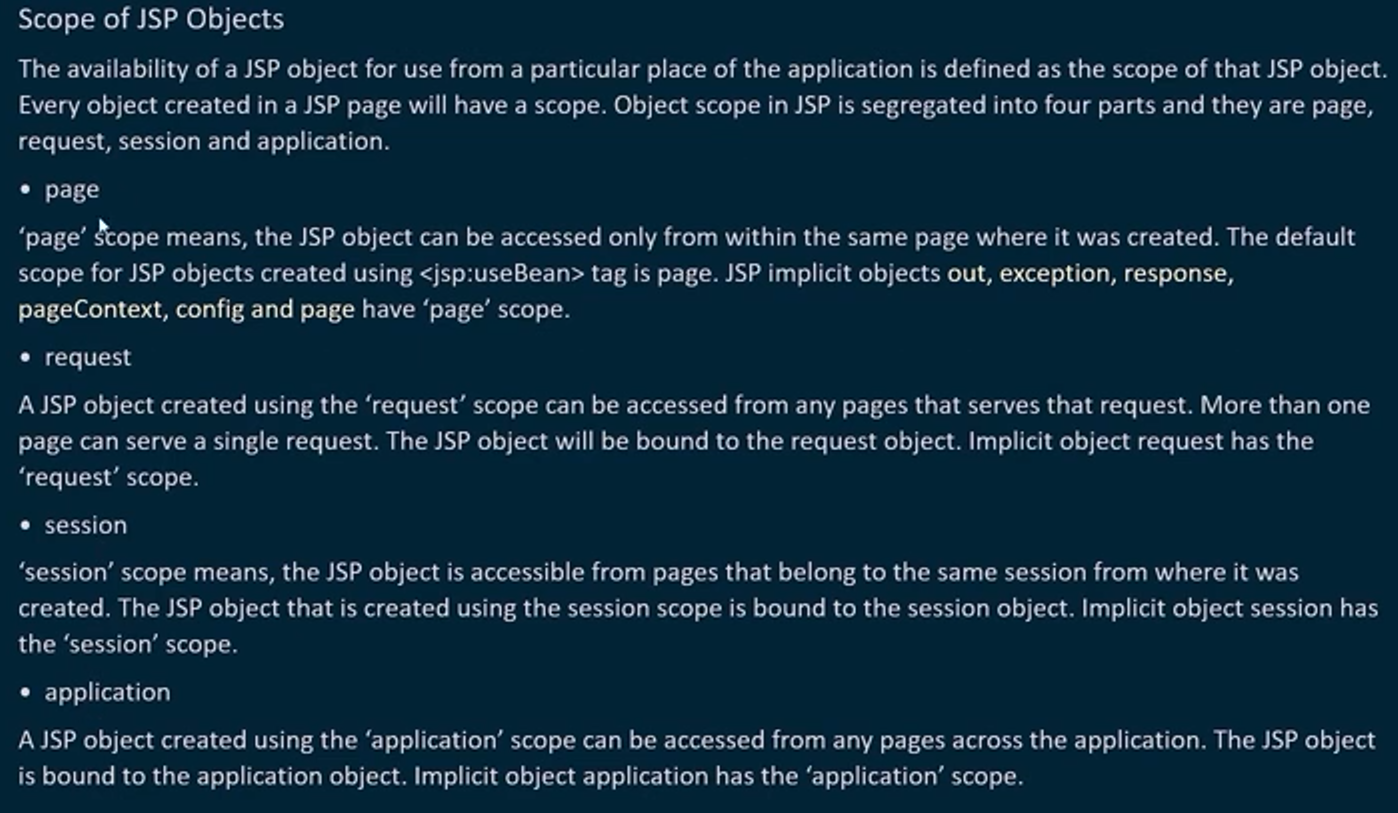 Scope of JSP Objects
The availability of a JSP object for use from a particular place of the application is defined as the scope of that JSP object.
Every object created in a JSP page will have a scope. Object scope in JSP is segregated into four parts and they are page,
request, session and application.
• page
‘page’ scope means, the JSP object can be accessed only from within the same page where it was created. The default
scope for JSP objects created using <jsp:useBean> tag is page. JSP implicit objects out, exception, response,
pageContext, config and page have ‘page’ scope.
• request
A JSP object created using the ‘request’ scope can be accessed from any pages that serves that request. More than one
page can serve a single request. The JSP object will be bound to the request object. Implicit object request has the
‘request’ scope.
• session
‘session’ scope means, the JSP object is accessible from pages that belong to the same session from where it was
created. The JSP object that is created using the session scope is bound to the session object. Implicit object session has
the ‘session’ scope.
• application
A JSP object created using the ‘application’ scope can be accessed from any pages across the application. The JSP object
is bound to the application object. Implicit object application has the ‘application’ scope.